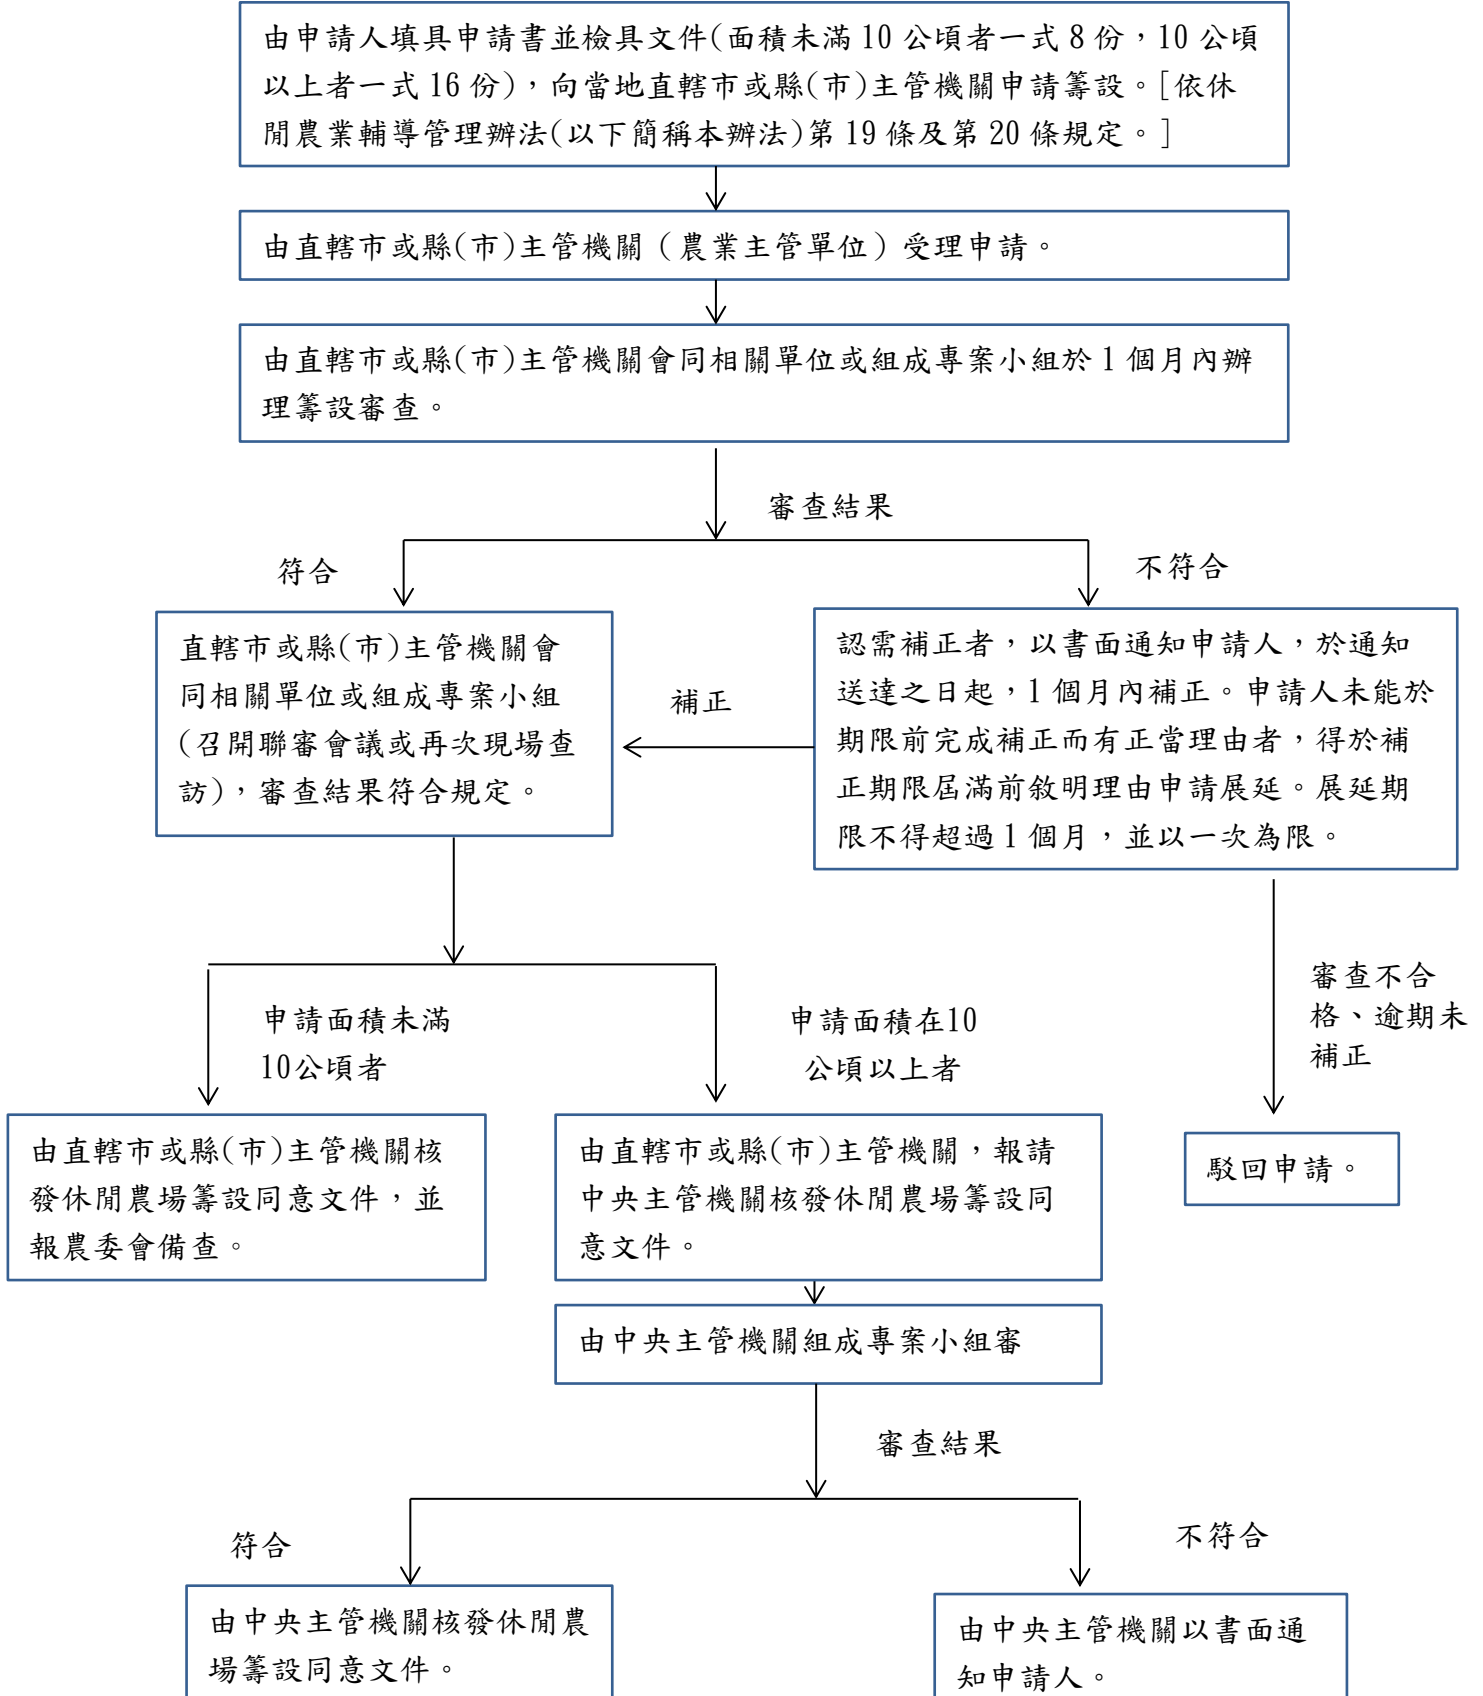 由申請人填具申請書並檢具文件(面積未滿 10 公頃者一式 8 份，10 公頃
以上者一式 16 份)，向當地直轄市或縣(市)主管機關申請籌設。[依休
閒農業輔導管理辦法(以下簡稱本辦法)第 19 條及第 20 條規定。]
由直轄市或縣(市)主管機關（農業主管單位）受理申請。
由直轄市或縣(市)主管機關會同相關單位或組成專案小組於 1 個月內辦
理籌設審查。
審查結果
符合
不符合
直轄市或縣(市)主管機關會
同相關單位或組成專案小組
(召開聯審會議或再次現場查
訪)，審查結果符合規定。
補正
認需補正者，以書面通知申請人，於通知
送達之日起，1 個月內補正。申請人未能於
期限前完成補正而有正當理由者，得於補
正期限屆滿前敘明理由申請展延。展延期
限不得超過 1 個月，並以一次為限。
申請面積未滿
10公頃者
申請面積在10
公頃以上者
審查不合
格、逾期未
補正
由直轄市或縣(市)主管機關核
發休閒農場籌設同意文件，並
報農委會備查。
由直轄市或縣(市)主管機關，報請
中央主管機關核發休閒農場籌設同
意文件。
駁回申請。
由中央主管機關組成專案小組審
審查結果
符合
不符合
由中央主管機關核發休閒農
場籌設同意文件。
由中央主管機關以書面通
知申請人。